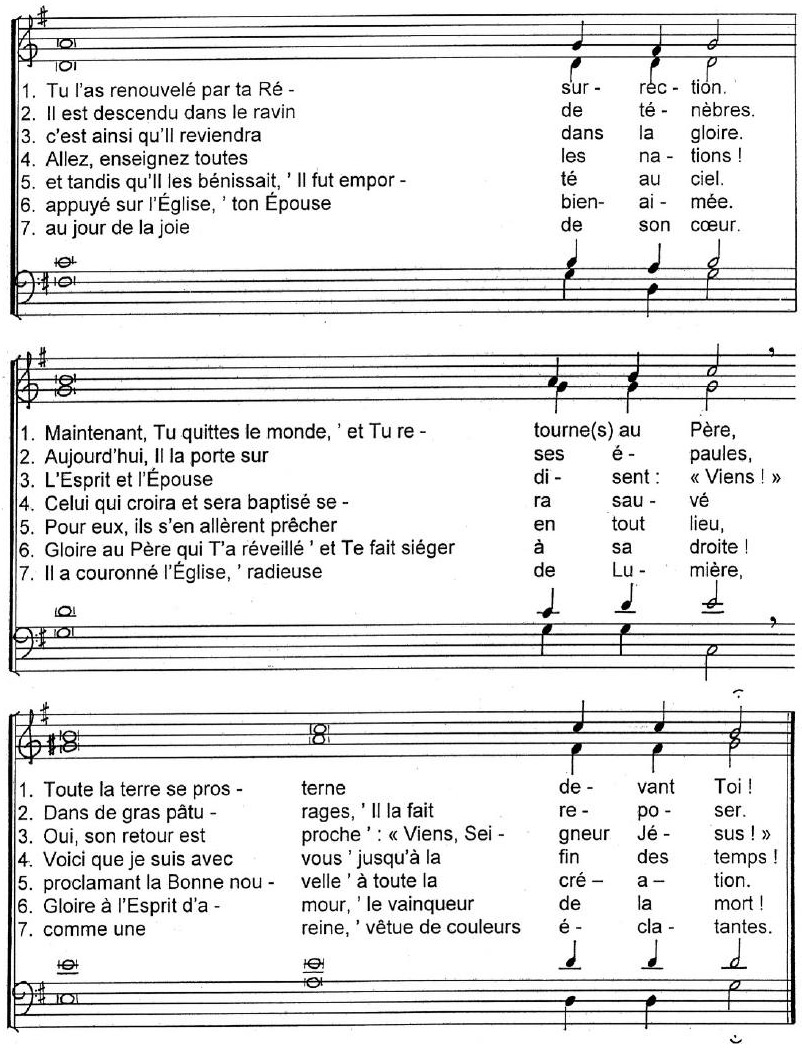 1. Tu l'as renouvelé par ta Ré - sur - rec - tion.
2. Il est descendu dans le ravin de té - nèbres.
3. c'est ainsi qu'Il reviendra dans la gloire.
4. Allez, enseignez toutes les na - tions !
5. et tandis qu'Il les bénissait, ' Il fut empor - té au ciel.
6. appuyé sur l'Église, ' ton Épouse bien- ai - mée.
7. au jour de la joie de son cœur.
1. Maintenant, Tu quittes le monde, ' et Tu re - tourne(s) au Père,
2. Aujourd'hui, Il la porte sur ses é - paules,
3. L'Esprit et l'Épouse di - sent : « Viens ! »
4. Celui qui croira et sera baptisé se - ra sau - vé
5. Pour eux, ils s'en allèrent prêcher en tout lieu,
6. Gloire au Père qui T'a réveillé ' et Te fait siéger à sa droite !
7. Il a couronné l'Église, ' radieuse de Lu - mière,
1. Toute la terre se pros - terne de - vant Toi !
2. Dans de gras pâtu - rages, ' Il la fait re - po - ser.
3. Oui, son retour est proche ' : « Viens, Sei - gneur Jé - sus ! »
4. Voici que je suis avec vous ' jusqu'à la fin des temps !
5. proclamant la Bonne nou - velle ' à toute la cré – a – tion.
6. Gloire à l'Esprit d'a - mour, ' le vainqueur de la mort !
7. comme une reine, ' vêtue de couleurs é - cla - tantes.